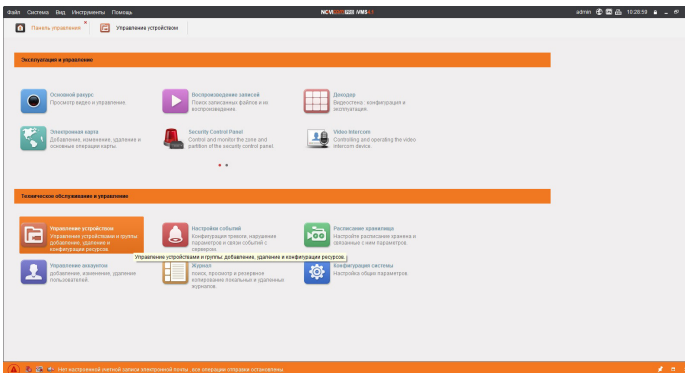 Файл Система Вид Инструменты Помощь
admin
10:28:59
Панель управления
Управление устройством
Эксплуатация и управление
Основной ракурс
Просмотр видео и управление.
Воспроизведение записей
Поиск записанных файлов и их
воспроизведение.
Декодер
Видеостена: конфигурация и
эксплуатация.
Электронная карта
Добавление, изменение, удаление и
основные операции карты.
Security Control Panel
Control and monitor the zone and
partition of the security control panel.
Video Intercom
Controlling and operating the video
intercom device.
Техническое обслуживание и управление
Управление устройством
Управление устройствами и группы:
добавление, удаление и
конфигурации ресурсов.
Настройки событий
Конфигурация тревоги, нарушение
параметров и связи событий с
сервером.
Расписание хранилища
Настройте расписание хранения и
связанные с ним параметров.
Управление устройствами и группы: добавление, удаление и конфигурации ресурсов.
Управление аккаунтом
добавление, изменение, удаление
пользователей.
Журнал
поиск, просмотр и резервное
копирование локальных и удаленных
журналов.
Конфигурация системы
Настройка общих параметров.
Нет настроенной учетной записи электронной почты , все операции отправки остановлены.